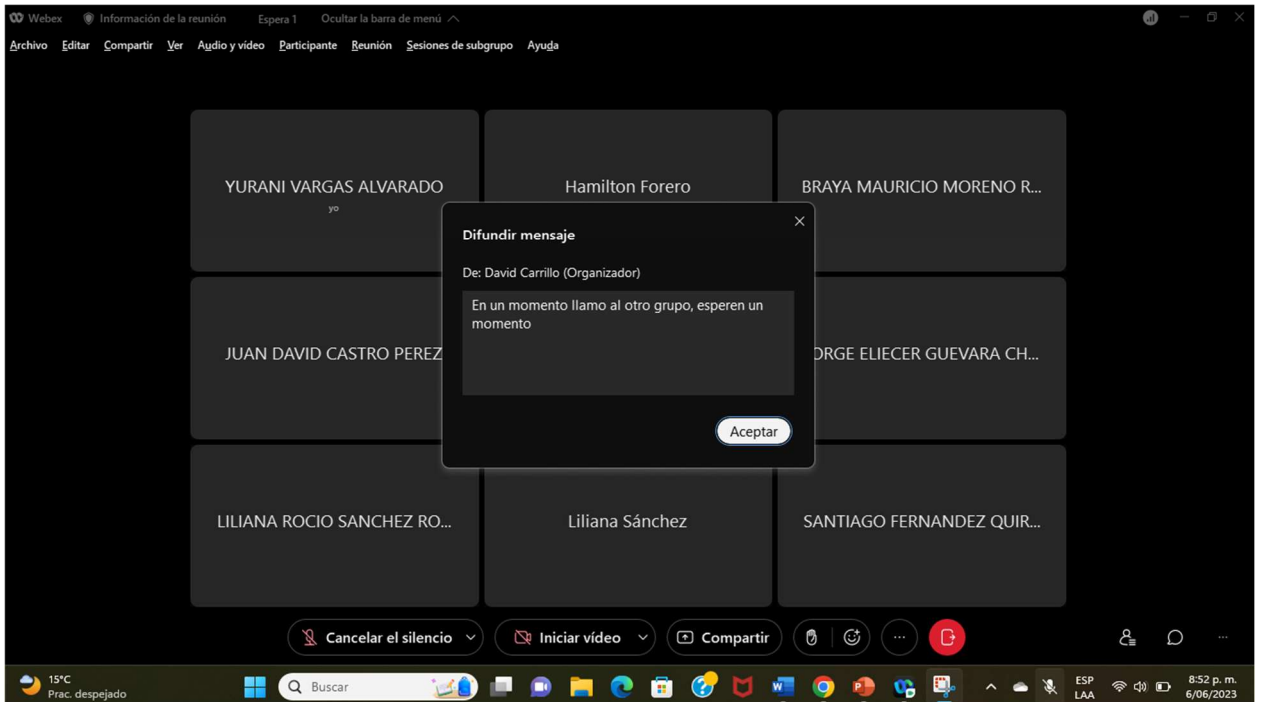 Webex Información de la reunión Espera 1 Ocultar la barra de menú
Archivo Editar Compartir Ver Audio y vídeo Participante Reunión Sesiones de subgrupo Ayuda
YURANI VARGAS ALVARADO
yo
Hamilton Forero
BRAYA MAURICIO MORENO R...
Difundir mensaje
De: David Carrillo (Organizador)
En un momento llamo al otro grupo, esperen un
momento
Aceptar
JUAN DAVID CASTRO PEREZ
ORGE ELIECER GUEVARA CH...
LILIANA ROCIO SANCHEZ RO...
Liliana Sánchez
SANTIAGO FERNANDEZ QUIR...
Cancelar el silencio Iniciar vídeo Compartir
15°C
Prac. despejado
Buscar
ESP
LAA
8:52 p. m.
6/06/2023